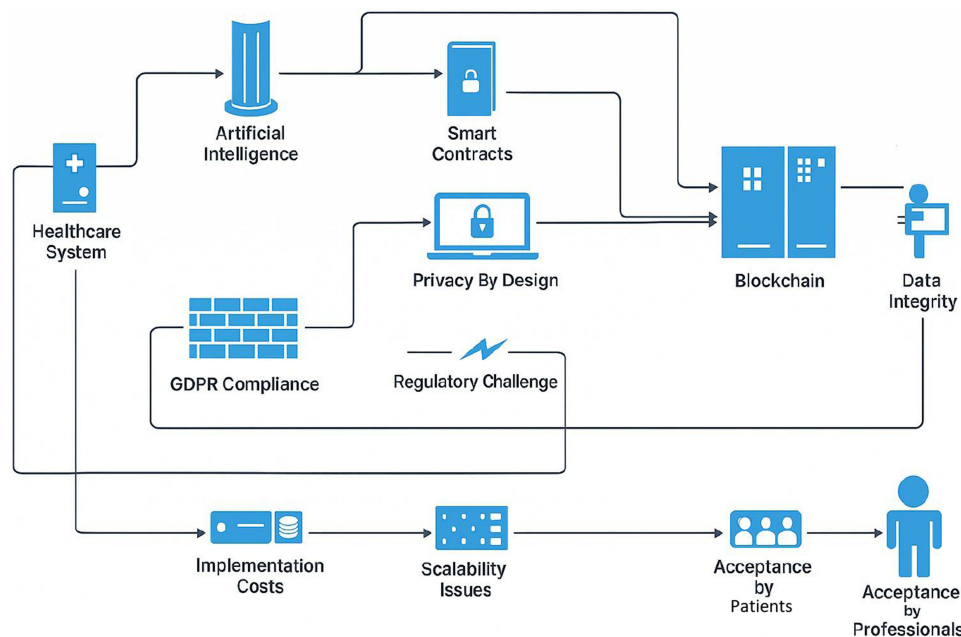 Artificial
Intelligence
Smart
Contracts
Healthcare
System
Privacy By Design
Blockchain
Data
Integrity
GDPR Compliance
Regulatory Challenge
Implementation
Costs
Scalability
Issues
Acceptance
by
Patients
Acceptance
by
Professionals